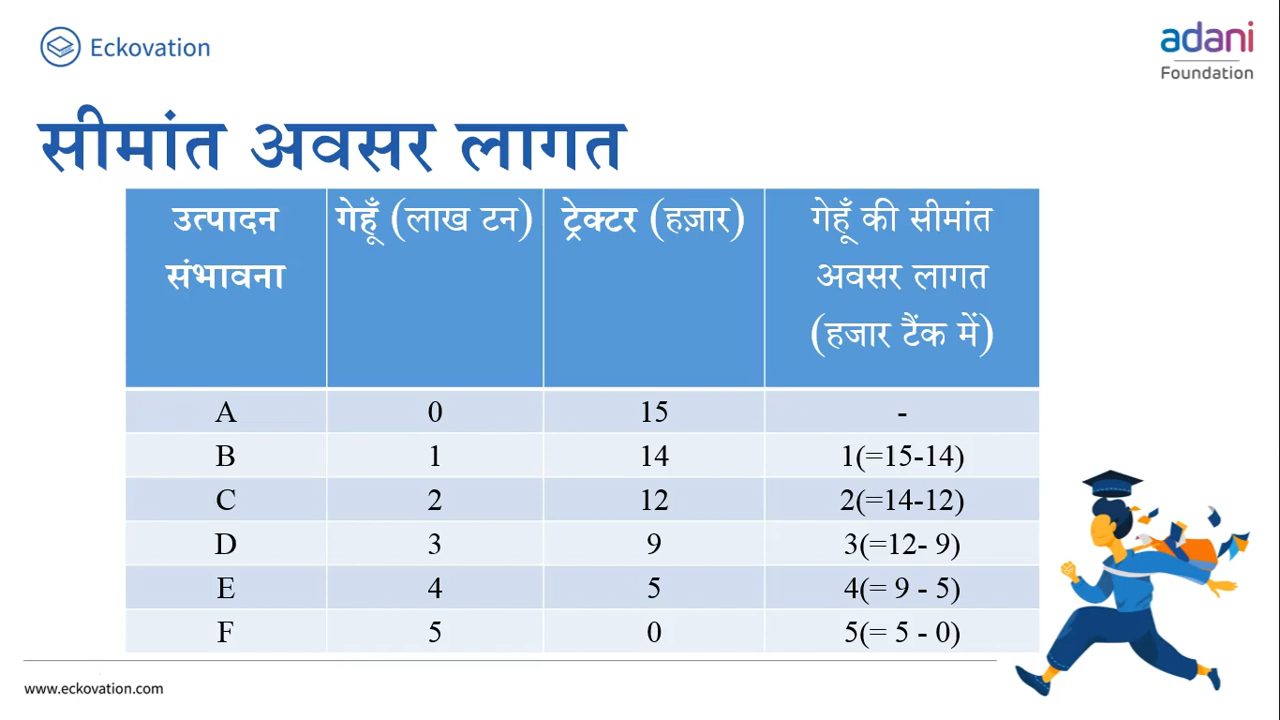 Eckovation
adani
Foundation
सीमांत अवसर लागत
उत्पादन संभावना
गेहूँ (लाख टन)
ट्रेक्टर (हज़ार)
गेहूँ की सीमांत अवसर लागत (हजार टैंक में)
A 0 15 -
B 1 14 1(=15-14)
C 2 12 2(=14-12)
D 3 9 3(=12- 9)
E 4 5 4(= 9 - 5)
F 5 0 5(= 5 - 0)
www.eckovation.com